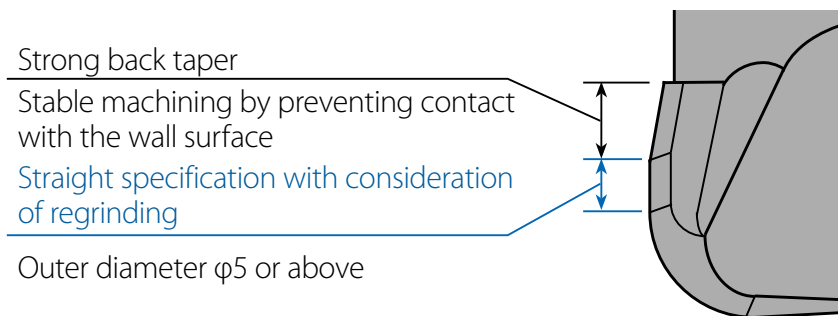 Strong back taper
Stable machining by preventing contact
with the wall surface
Straight specification with consideration
of regrinding
Outer diameter φ5 or above